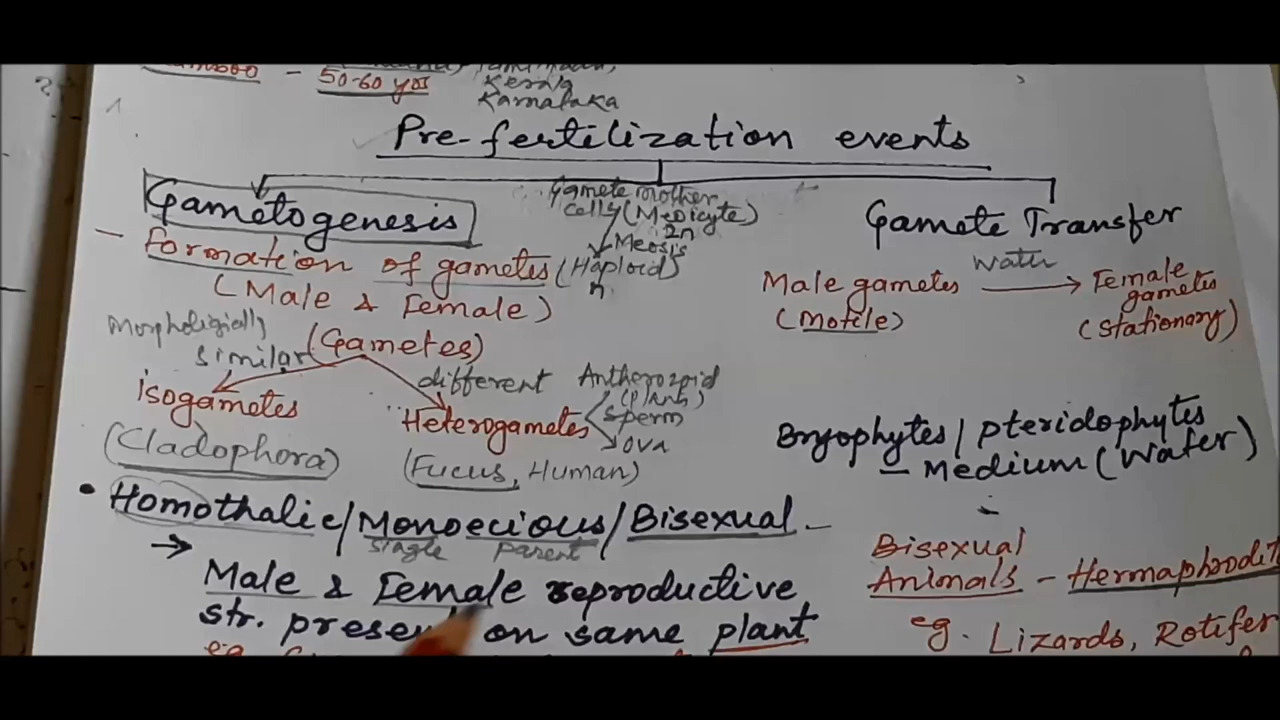 - 50-60 yrs
Kerala
Karnataka
Pre-fertilization events
Gametogenesis
Gamete mother
cells (Meiocyte)
2n
Meosis
(Haploid)
n
- Formation of gametes
(Male & Female)
(Gametes)
Morpholigially
similar
isogametes
(Cladophora)
different
Heterogametes
Antherozoid
(Plants)
sperm
ova
(Fucus, Human)
Gamete Transfer
Water
Male gametes → Female
gametes
(Motile) (stationary)
Bryophytes/pteridophytes
- Medium (Water)
• Homothalic/Monoecious/Bisexual -
single parent
→ Male & Female reproductive
str. present on same plant
eg.
Bisexual
Animals - Hermaphrodit
eg. Lizards, Rotifer